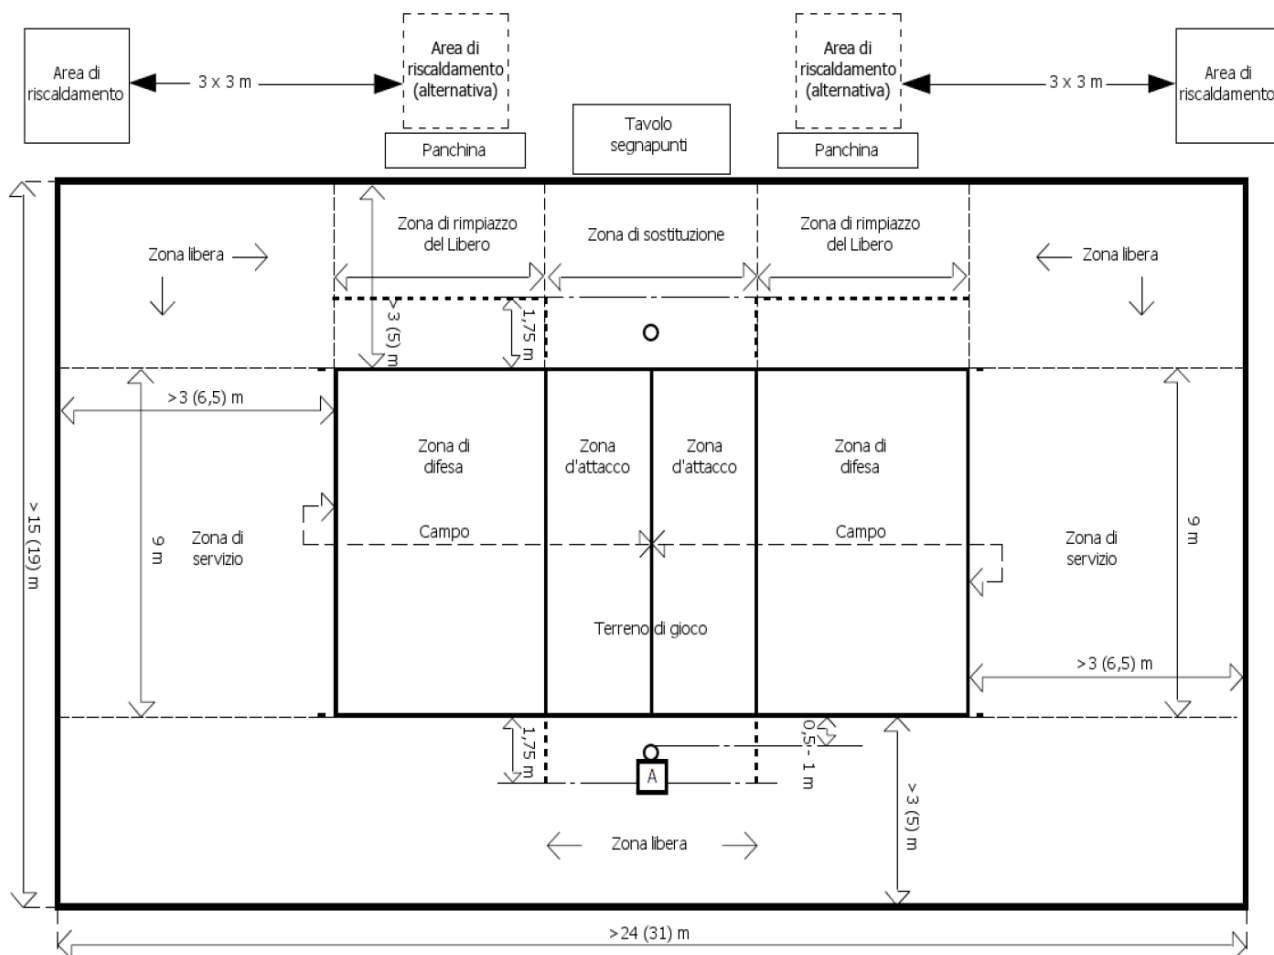 Area di
riscaldamento
3 x 3 m
Area di
riscaldamento
(alternativa)
Area di
riscaldamento
(alternativa)
3 x 3 m
Area di
riscaldamento
Panchina
Tavolo
segnapunti
Panchina
Zona libera
Zona di rimpiazzo
del Libero
Zona di sostituzione
Zona di rimpiazzo
del Libero
Zona libera
>3 (5) m
1,75 m
>3 (6,5) m
Zona di
difesa
Zona
d'attacco
Zona
d'attacco
Zona di
difesa
>15 (19) m
9 m
Zona di
servizio
Campo
Campo
Zona di
servizio
9 m
Terreno di gioco
>3 (6,5) m
1,75 m
A
0,5 - 1 m
>3 (5) m
Zona libera
>24 (31) m